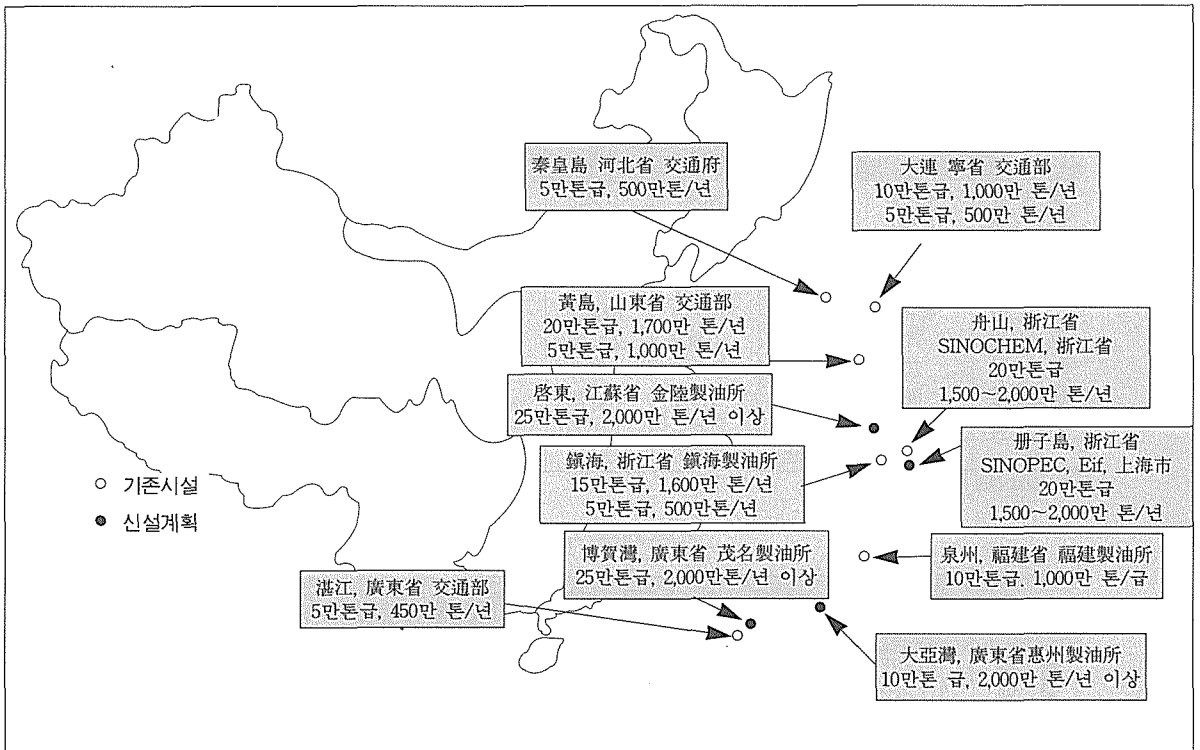 秦皇島 河北省 交通府
5만톤급, 500만톤/년
大連 寧省 交通部
10만톤급, 1,000만 톤/년
5만톤급, 500만 톤/년
黃島, 山東省 交通部
20만톤급, 1,700만 톤/년
5만톤급, 1,000만 톤/년
舟山, 浙江省
SINOCHEM, 浙江省
20만톤급
1,500~2,000만 톤/년
啓東, 江蘇省 金陸製油所
25만톤급, 2,000만 톤/년 이상
册子島, 浙江省
SINOPEC, Eif, 上海市
20만톤급
1,500~2,000만 톤/년
鎭海, 浙江省 鎭海製油所
15만톤급, 1,600만 톤/년
5만톤급, 500만 톤/년
○ 기존시설
● 신설계획
博賀灣, 廣東省 茂名製油所
25만톤급, 2,000만톤/년 이상
泉州, 福建省 福建製油所
10만톤급, 1,000만 톤/급
湛江, 廣東省 交通部
5만톤급, 450만 톤/년
大亞灣, 廣東省惠州製油所
10만톤 급, 2,000만 톤/년 이상